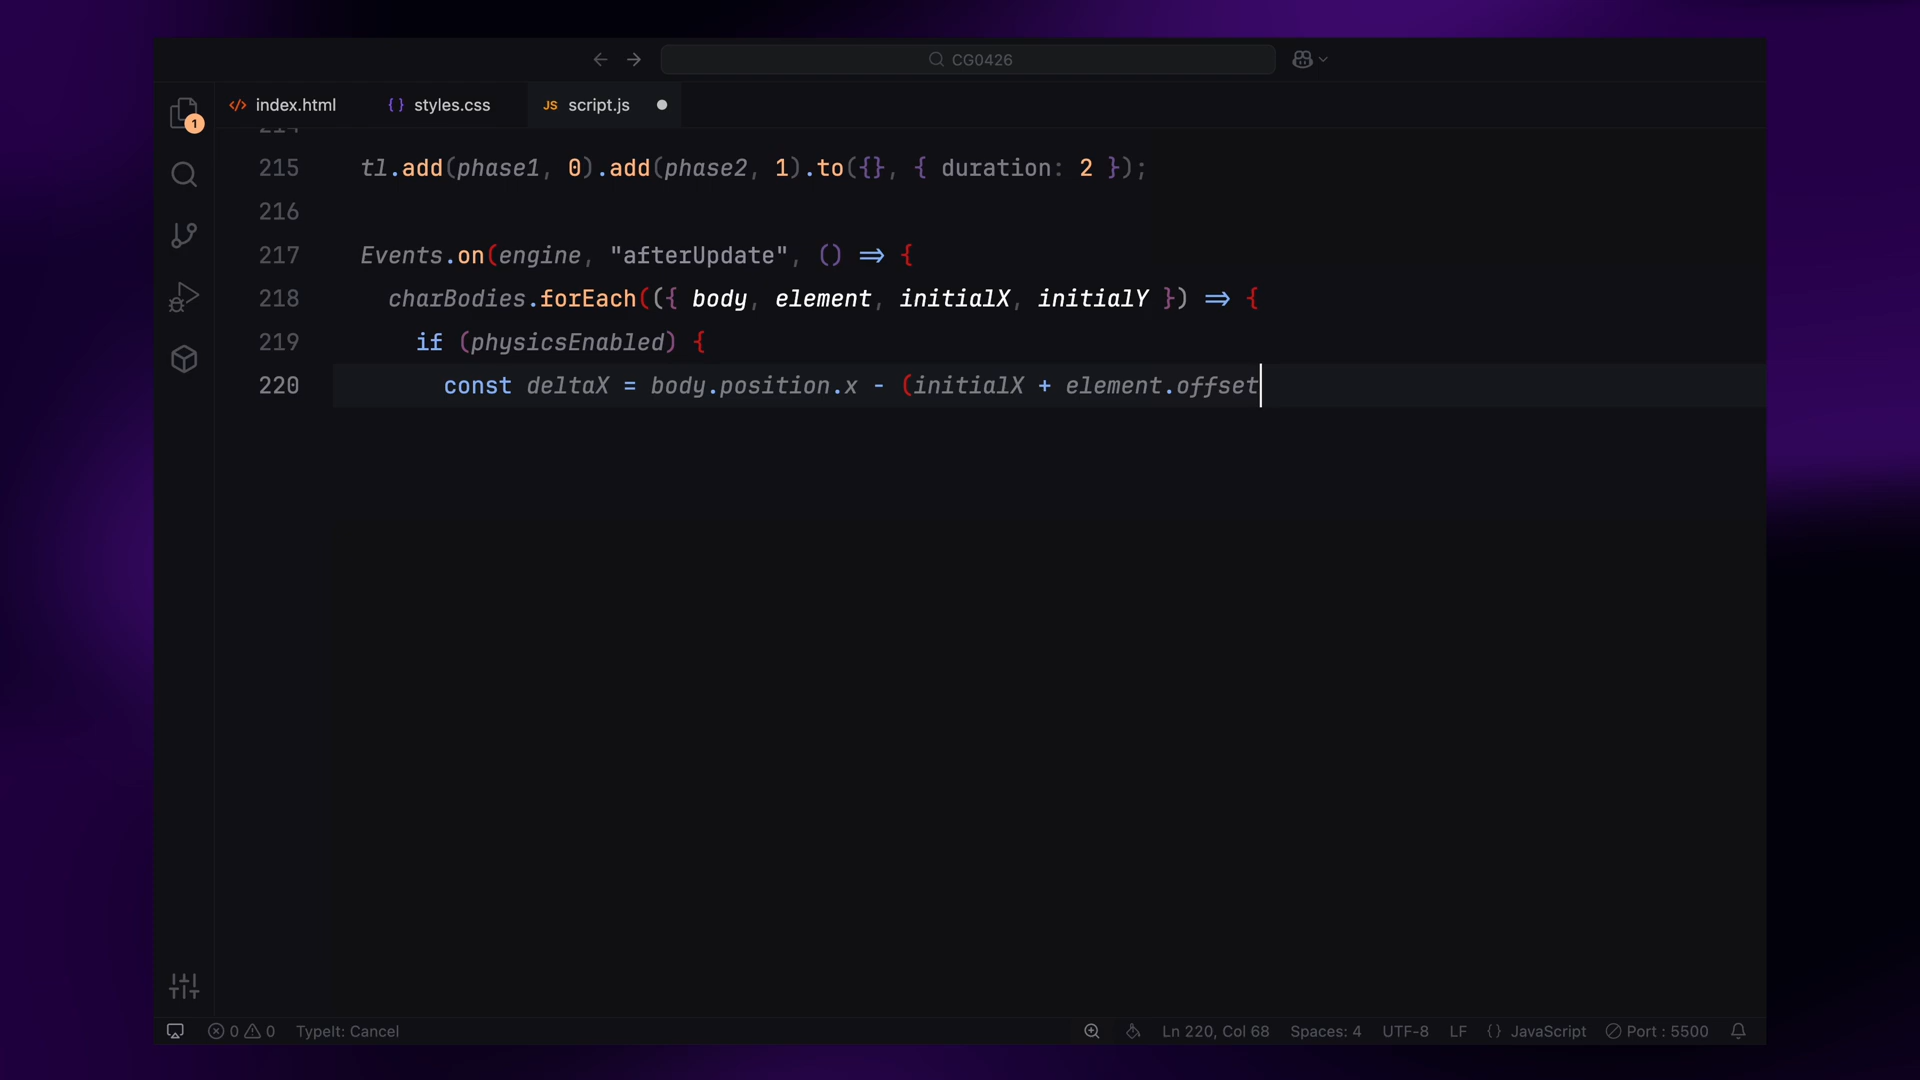 CG0426
index.html
{ } styles.css
JS script.js
1
214
215 tl.add(phase1, 0).add(phase2, 1).to({}, { duration: 2 });
216
217 Events.on(engine, "afterUpdate", () => {
218 charBodies.forEach(({ body, element, initialX, initialY }) => {
219 if (physicsEnabled) {
220 const deltaX = body.position.x - (initialX + element.offset
0 0 TypeIt: Cancel Ln 220, Col 68 Spaces: 4 UTF-8 LF { } JavaScript Port : 5500